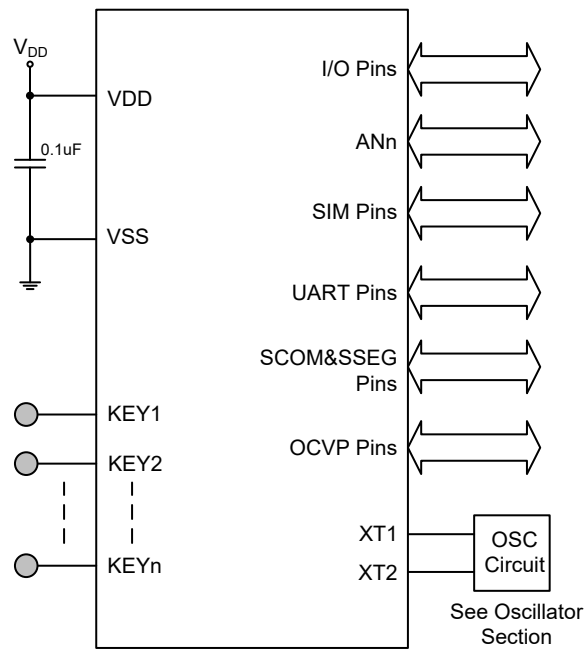 VDD
VDD
0.1uF
VSS
KEY1
KEY2
KEYn
I/O Pins
ANn
SIM Pins
UART Pins
SCOM&SSEG
Pins
OCVP Pins
XT1
XT2
OSC
Circuit
See Oscillator
Section